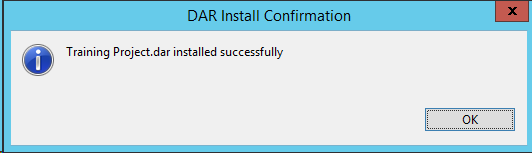 DAR Install Confirmation
x
Training Project.dar installed successfully
OK